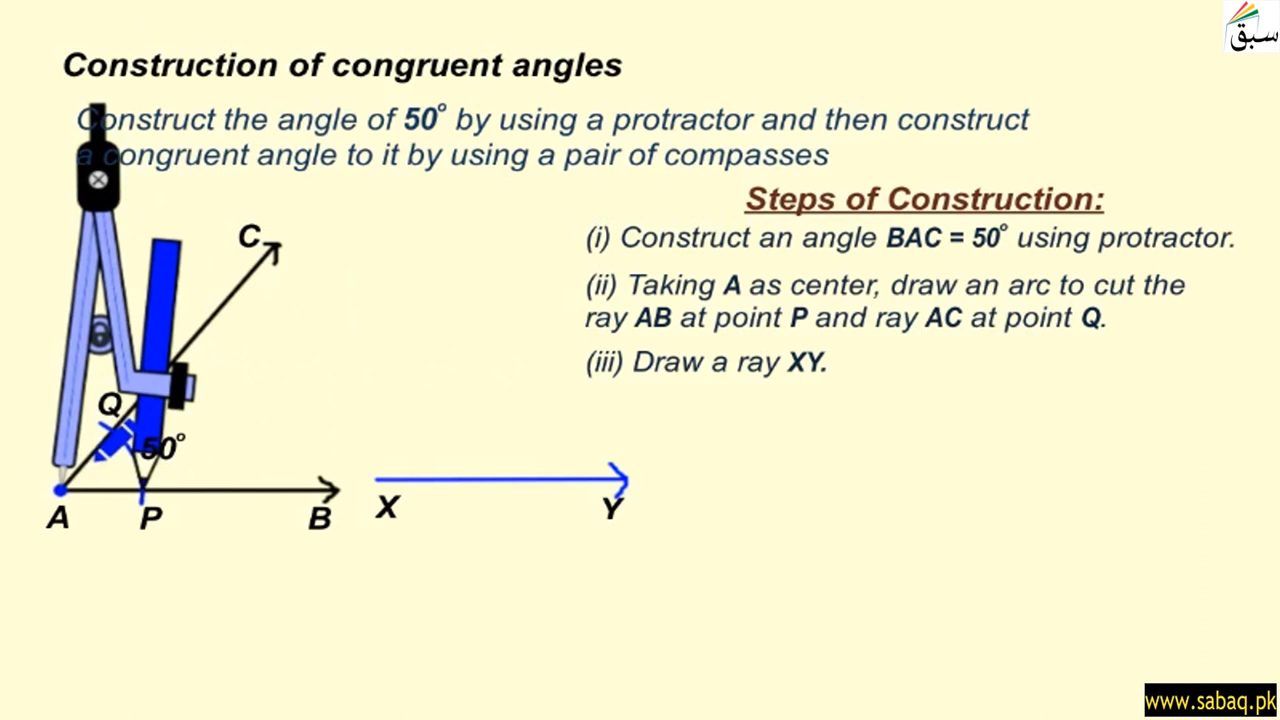 سبق
Construction of congruent angles
Construct the angle of 50° by using a protractor and then construct
a congruent angle to it by using a pair of compasses
Steps of Construction:
(i) Construct an angle BAC = 50° using protractor.
(ii) Taking A as center, draw an arc to cut the
ray AB at point P and ray AC at point Q.
(iii) Draw a ray XY.
C
Q
50°
A P B X Y
www.sabaq.pk